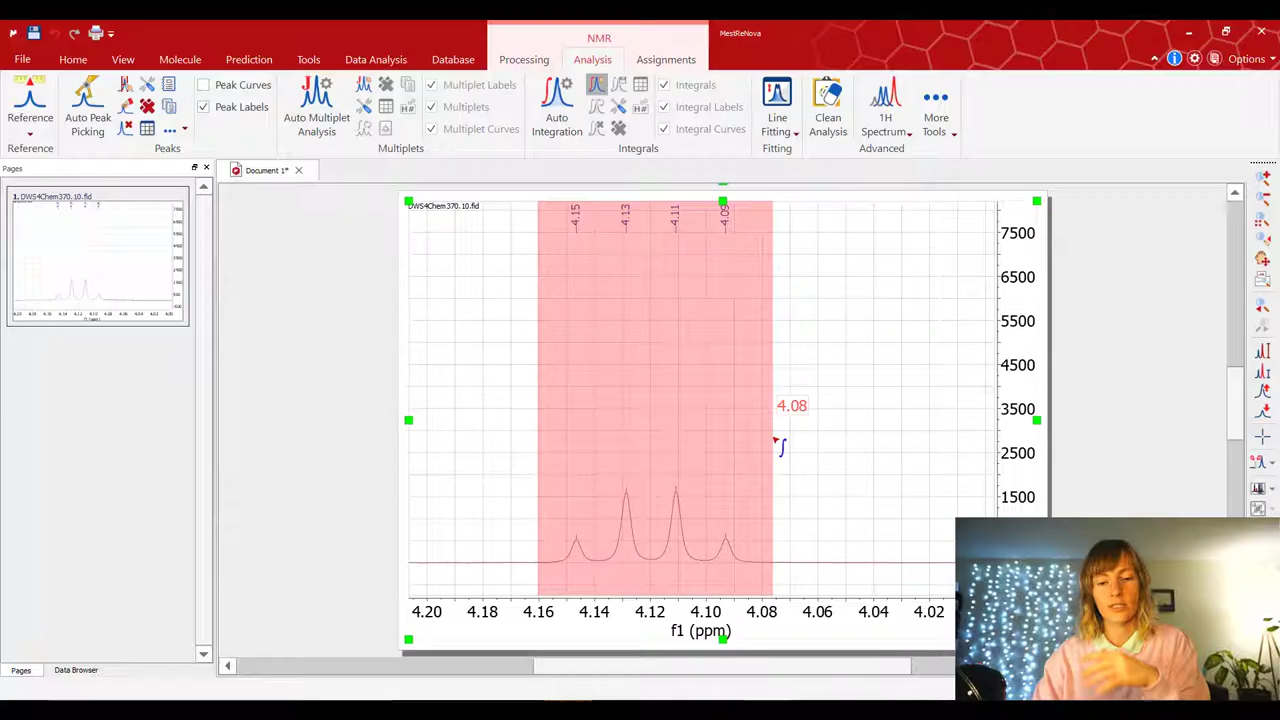 NMR
MestReNova
File
Home
View
Molecule
Prediction
Tools
Data Analysis
Database
Processing
Analysis
Assignments
Options
Reference
Auto Peak
Picking
Peak Curves
Peak Labels
Auto Multiplet
Analysis
Multiplet Labels
Multiplets
Multiplet Curves
Auto
Integration
Integrals
Integral Labels
Integral Curves
Line
Fitting
Clean
Analysis
1H
Spectrum
More
Tools
Reference
Peaks
Multiplets
Integrals
Fitting
Advanced
Pages
Document 1*
1. DWS4Chem370.10.fid
DWS4Chem370.10.fid
4.15
4.13
4.11
4.09
7500
6500
5500
4500
3500
2500
1500
4.08
4.20
4.18
4.16
4.14
4.12
4.10
4.08
4.06
4.04
4.02
f1 (ppm)
Pages
Data Browser